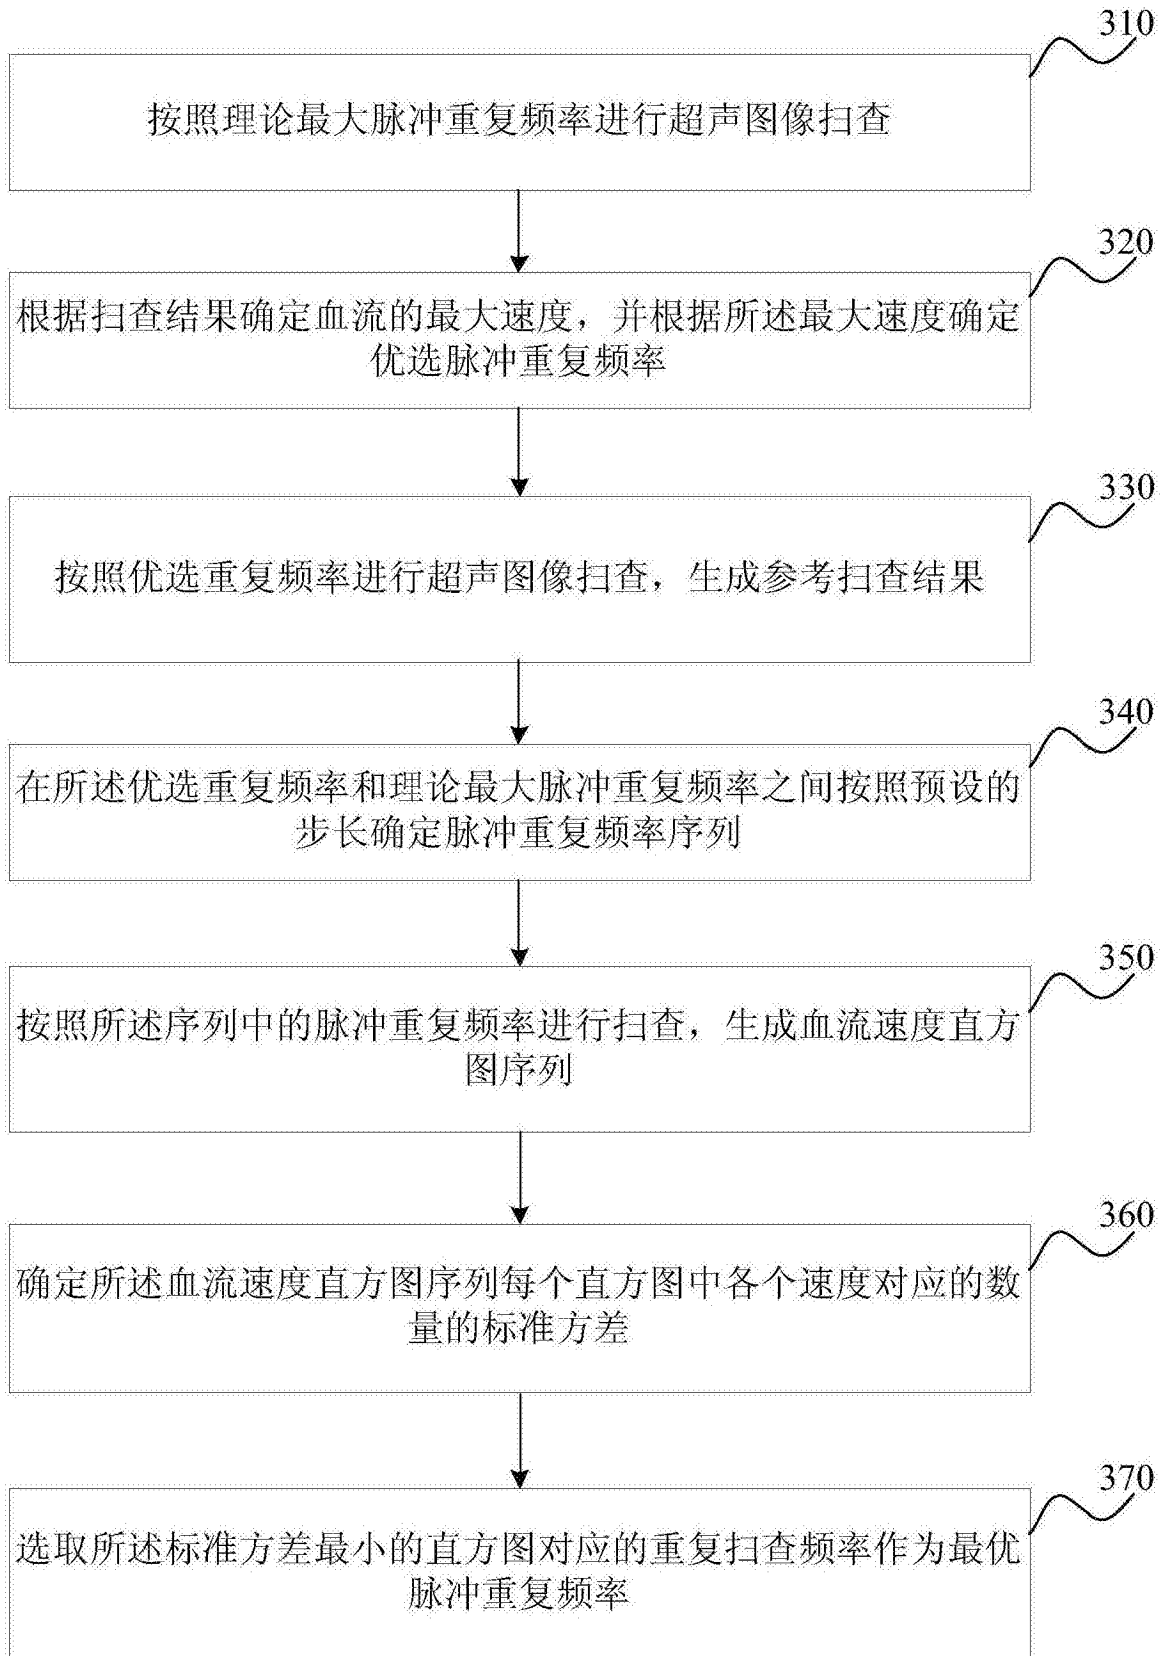 310
按照理论最大脉冲重复频率进行超声图像扫查
320
根据扫查结果确定血流的最大速度，并根据所述最大速度确定
优选脉冲重复频率
330
按照优选重复频率进行超声图像扫查，生成参考扫查结果
340
在所述优选重复频率和理论最大脉冲重复频率之间按照预设的
步长确定脉冲重复频率序列
350
按照所述序列中的脉冲重复频率进行扫查，生成血流速度直方
图序列
360
确定所述血流速度直方图序列每个直方图中各个速度对应的数
量的标准方差
370
选取所述标准方差最小的直方图对应的重复扫查频率作为最优
脉冲重复频率